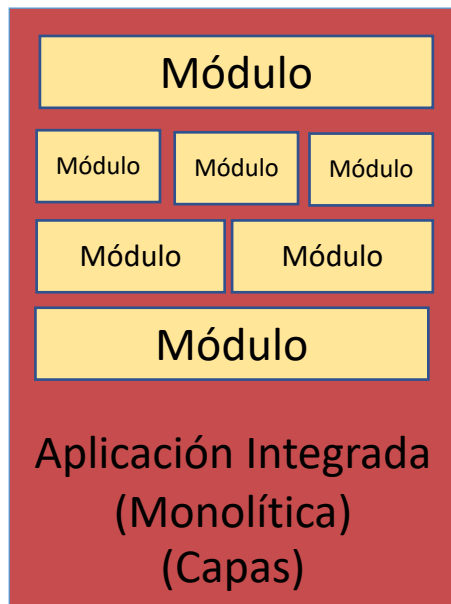 Módulo
Módulo Módulo Módulo
Módulo Módulo
Módulo
Aplicación Integrada
(Monolítica)
(Capas)